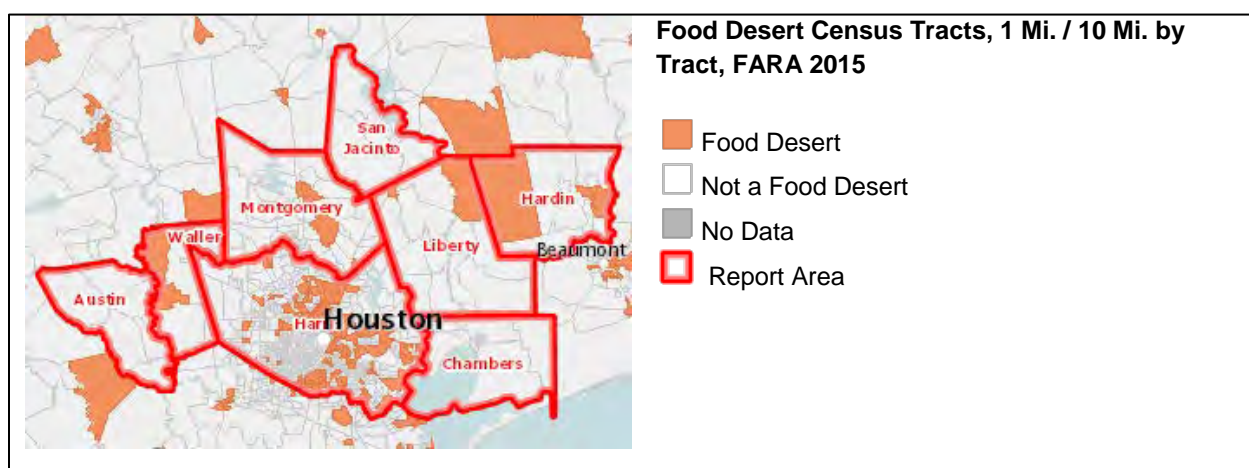 Food Desert Census Tracts, 1 Mi. / 10 Mi. by
Tract, FARA 2015
Food Desert
Not a Food Desert
No Data
Report Area
San
Jacinto
Montgomery
Hardin
Waller
Liberty
Beaumont
Austin
Harr
Houston
Chambers